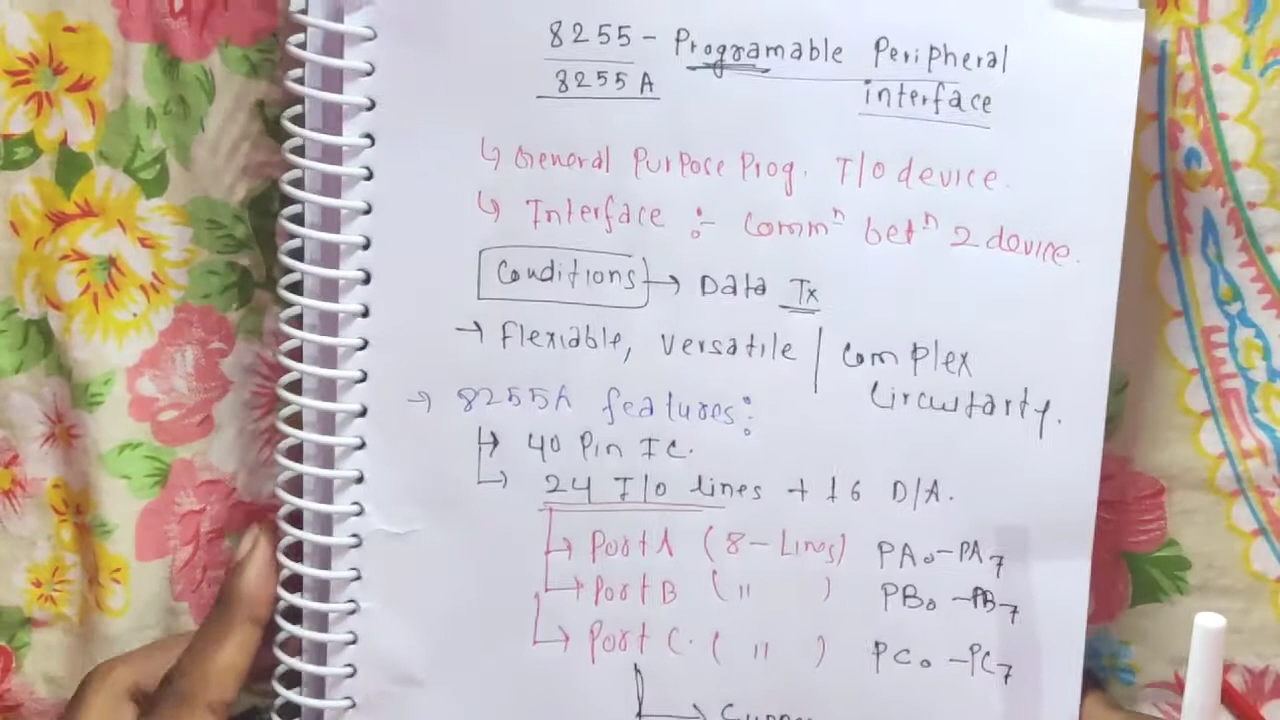 8255 - Programable Peripheral
8255A interface
↳ General Purpose Prog. I/O device.
↳ Interface :- Commⁿ betⁿ 2 device.
Conditions → Data Tx
→ Flexiable, Versatile | Complex
→ 8255A features:
↳ 40 Pin IC.
↳ 24 I/O lines + 16 D/A.
↳ Port A (8-Lines) PA₀-PA₇
↳ Port B ( " ) PB₀-PB₇
↳ Port C. ( " ) PC₀-PC₇